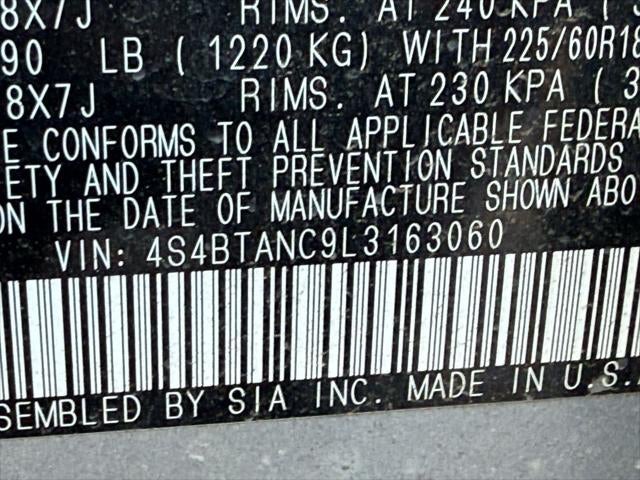 8X7J RIMS. AT 240 KPA (
90 LB ( 1220 KG) WITH 225/60R18
8X7J RIMS. AT 230 KPA ( 3
E CONFORMS TO ALL APPLICABLE FEDERA
ETY AND THEFT PREVENTION STANDARDS
ON THE DATE OF MANUFACTURE SHOWN ABO
VIN: 4S4BTANC9L3163060
SEMBLED BY SIA INC. MADE IN U.S.